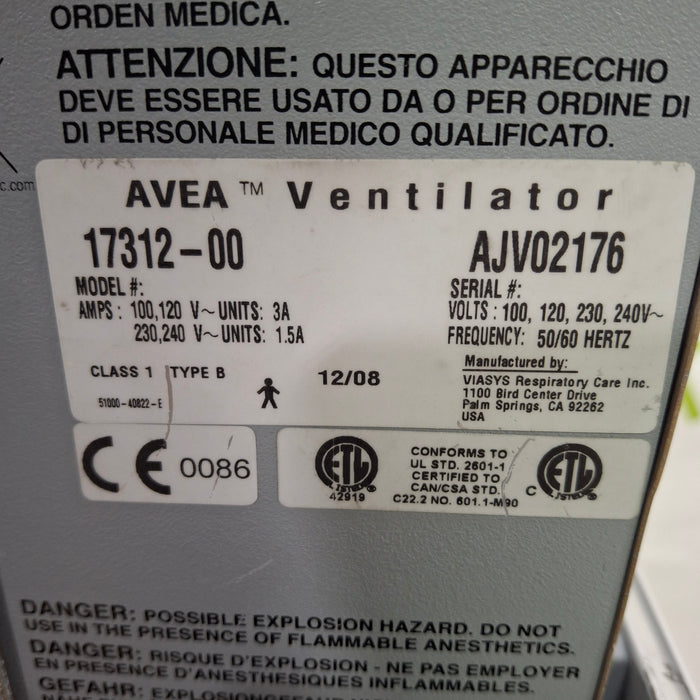 ORDEN MEDICA.
ATTENZIONE: QUESTO APPARECCHIO
DEVE ESSERE USATO DA O PER ORDINE DI
DI PERSONALE MEDICO QUALIFICATO.
c.com
AVEA™ Ventilator
17312-00 AJV02176
MODEL #: SERIAL #:
AMPS : 100,120 V~ UNITS: 3A VOLTS : 100, 120, 230, 240V~
230,240 V~ UNITS: 1.5A FREQUENCY: 50/60 HERTZ
CLASS 1 TYPE B 12/08
51000-40822-E
Manufactured by:
VIASYS Respiratory Care Inc.
1100 Bird Center Drive
Palm Springs, CA 92262
USA
CE 0086
ETL
LISTED
42919
CONFORMS TO
UL STD. 2601-1
CERTIFIED TO
CAN/CSA STD.
C22.2 NO. 601.1-M90
C ETL
LISTED
DANGER: POSSIBLE EXPLOSION HAZARD. DO NOT
USE IN THE PRESENCE OF FLAMMABLE ANESTHETICS.
DANGER: RISQUE D'EXPLOSION - NE PAS EMPLOYER
EN PRESENCE D'ANESTHESIQUES INFLAMMABLES.
GEFAHR: